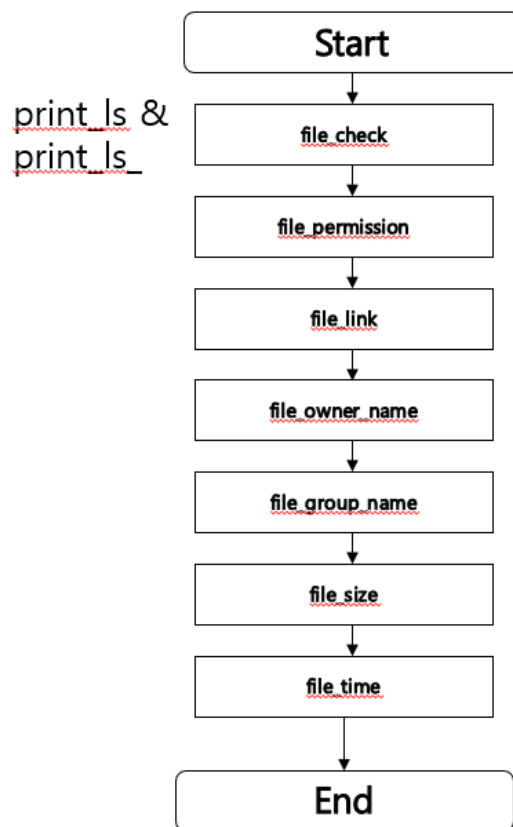 Start
print_ls &
print_ls_
file_check
file_permission
file_link
file_owner_name
file_group_name
file_size
file_time
End